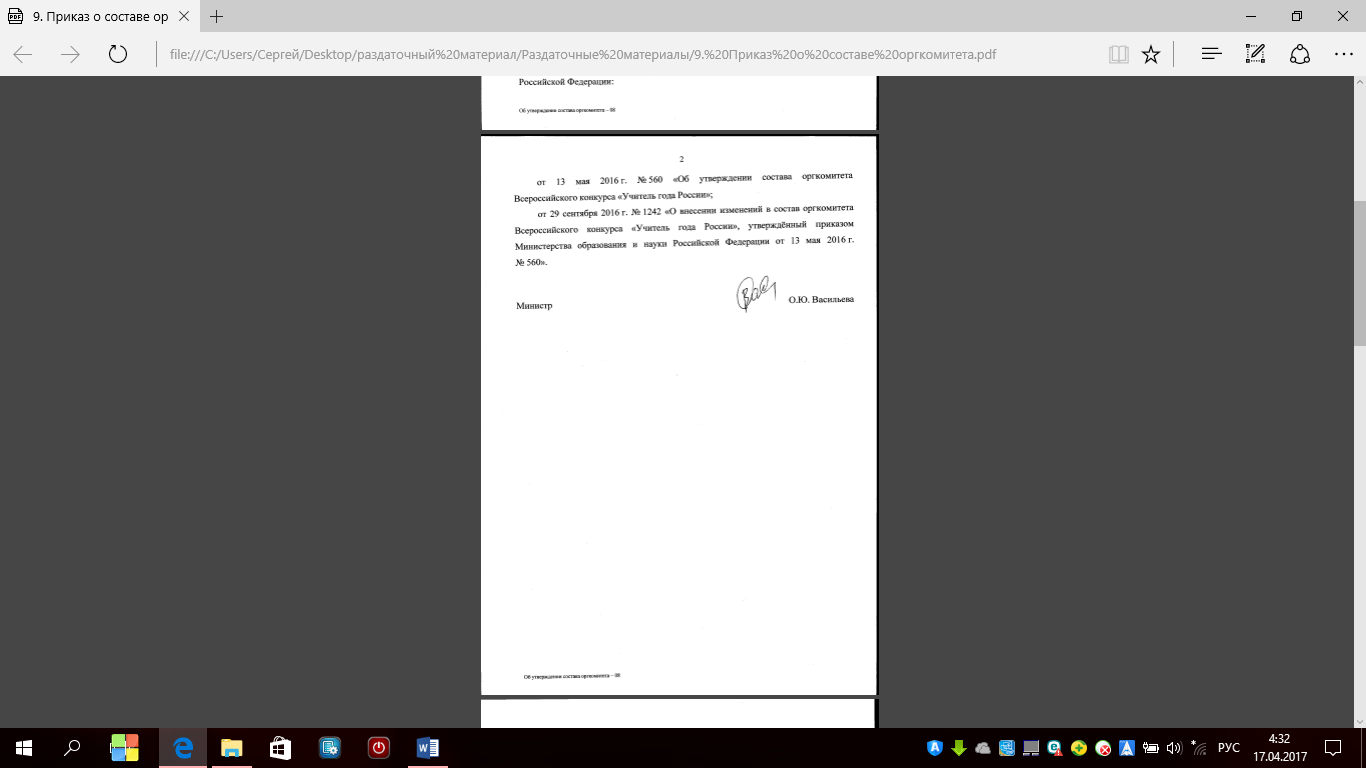 9. Приказ о составе ор
file:///C:/Users/Сергей/Desktop/раздаточный%20материал/Раздаточные%20материалы/9.%20Приказ%20о%20составе%20оргкомитета.pdf
Российской Федерации:
Об утверждении состава оргкомитета – 08
2
от 13 мая 2016 г. № 560 «Об утверждении состава оргкомитета
Всероссийского конкурса «Учитель года России»;
от 29 сентября 2016 г. № 1242 «О внесении изменений в состав оргкомитета
Всероссийского конкурса «Учитель года России», утверждённый приказом
Министерства образования и науки Российской Федерации от 13 мая 2016 г.
№ 560».
Министр
О.Ю. Васильева
Об утверждении состава оргкомитета – 08
РУС
4:32
17.04.2017